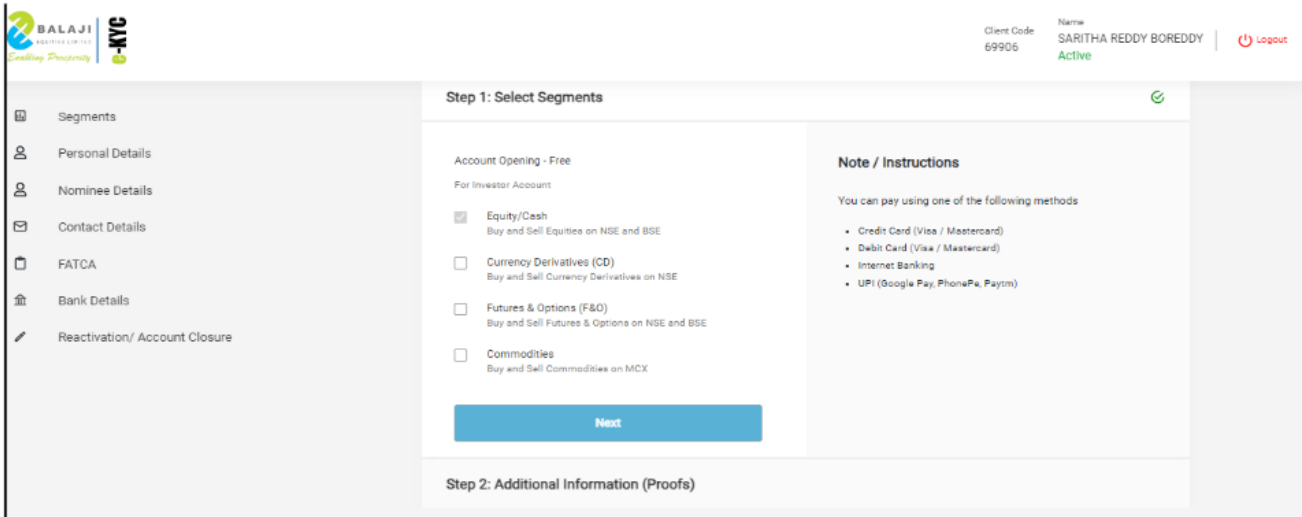 BALAJI
EQUITIES LIMITED
Enabling Prosperity
e-KYC
Client Code
69906
Name
SARITHA REDDY BOREDDY
Active
Logout
Segments
Personal Details
Nominee Details
Contact Details
FATCA
Bank Details
Reactivation/ Account Closure
Step 1: Select Segments
Account Opening - Free
For Investor Account
Equity/Cash
Buy and Sell Equities on NSE and BSE
Currency Derivatives (CD)
Buy and Sell Currency Derivatives on NSE
Futures & Options (F&O)
Buy and Sell Futures & Options on NSE and BSE
Commodities
Buy and Sell Commodities on MCX
Next
Note / Instructions
You can pay using one of the following methods
• Credit Card (Visa / Mastercard)
• Debit Card (Visa / Mastercard)
• Internet Banking
• UPI (Google Pay, PhonePe, Paytm)
Step 2: Additional Information (Proofs)